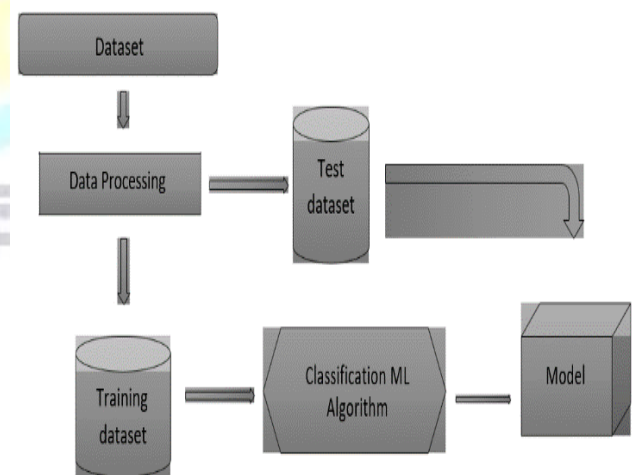 Dataset
Data Processing
Test
dataset
Training
dataset
Classification ML
Algorithm
Model